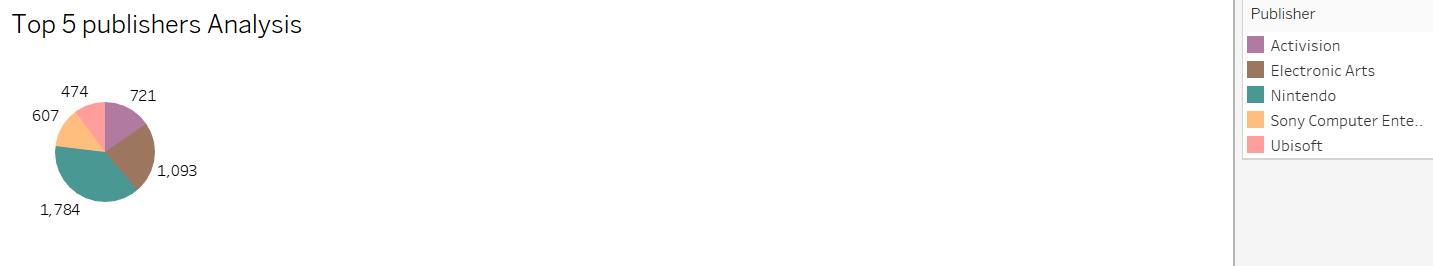 Top 5 publishers Analysis
474
721
607
1,093
1,784
Publisher
Activision
Electronic Arts
Nintendo
Sony Computer Ente..
Ubisoft